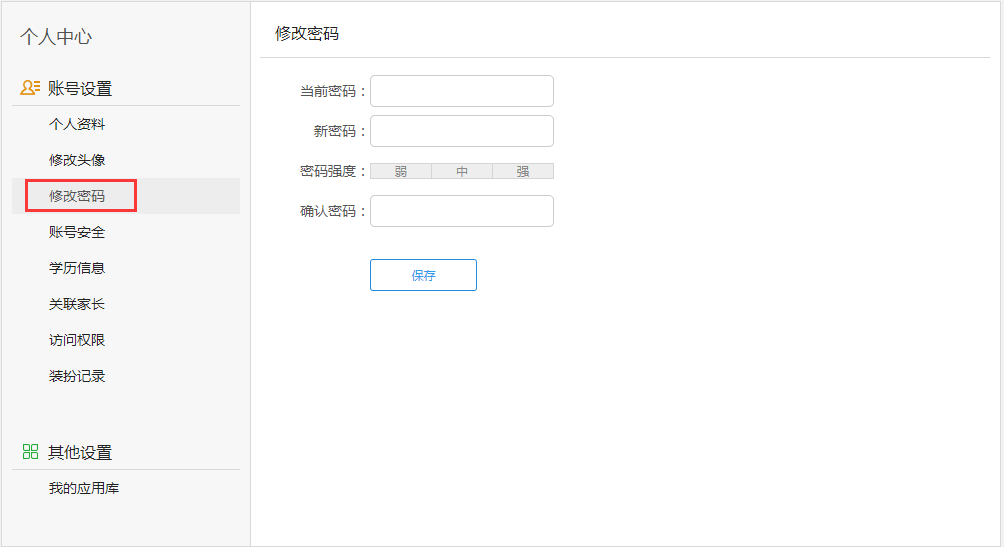 个人中心
账号设置
个人资料
修改头像
修改密码
账号安全
学历信息
关联家长
访问权限
装扮记录
其他设置
我的应用库
修改密码
当前密码：
新密码：
密码强度： 弱 中 强
确认密码：
保存